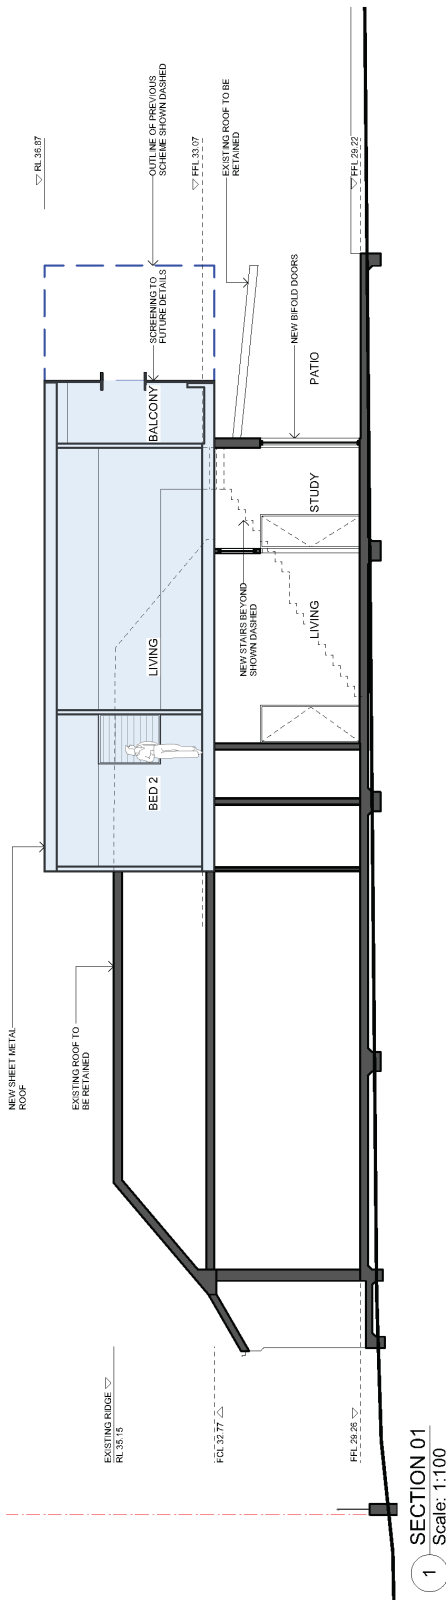 RL 36.87
OUTLINE OF PREVIOUS
SCHEME SHOWN DASHED
FFL 33.07
EXISTING ROOF TO BE
RETAINED
FFL 29.22
SCREENING TO
FUTURE DETAILS
NEW BIFOLD DOORS
BALCONY
PATIO
STUDY
LIVING
NEW STAIRS BEYOND
SHOWN DASHED
LIVING
BED 2
NEW SHEET METAL
ROOF
EXISTING ROOF TO
BE RETAINED
EXISTING RIDGE
RL 35.15
FCL 32.77
FFL 29.26
1
SECTION 01
Scale: 1:100